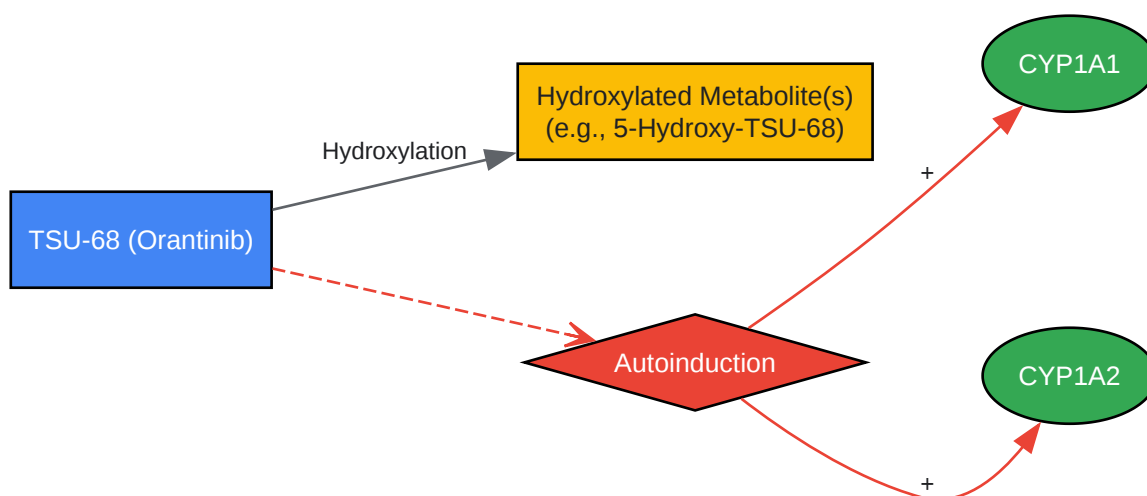 CYP1A1
Hydroxylated Metabolite(s)
(e.g., 5-Hydroxy-TSU-68)
Hydroxylation
+
TSU-68 (Orantinib)
Autoinduction
CYP1A2
+